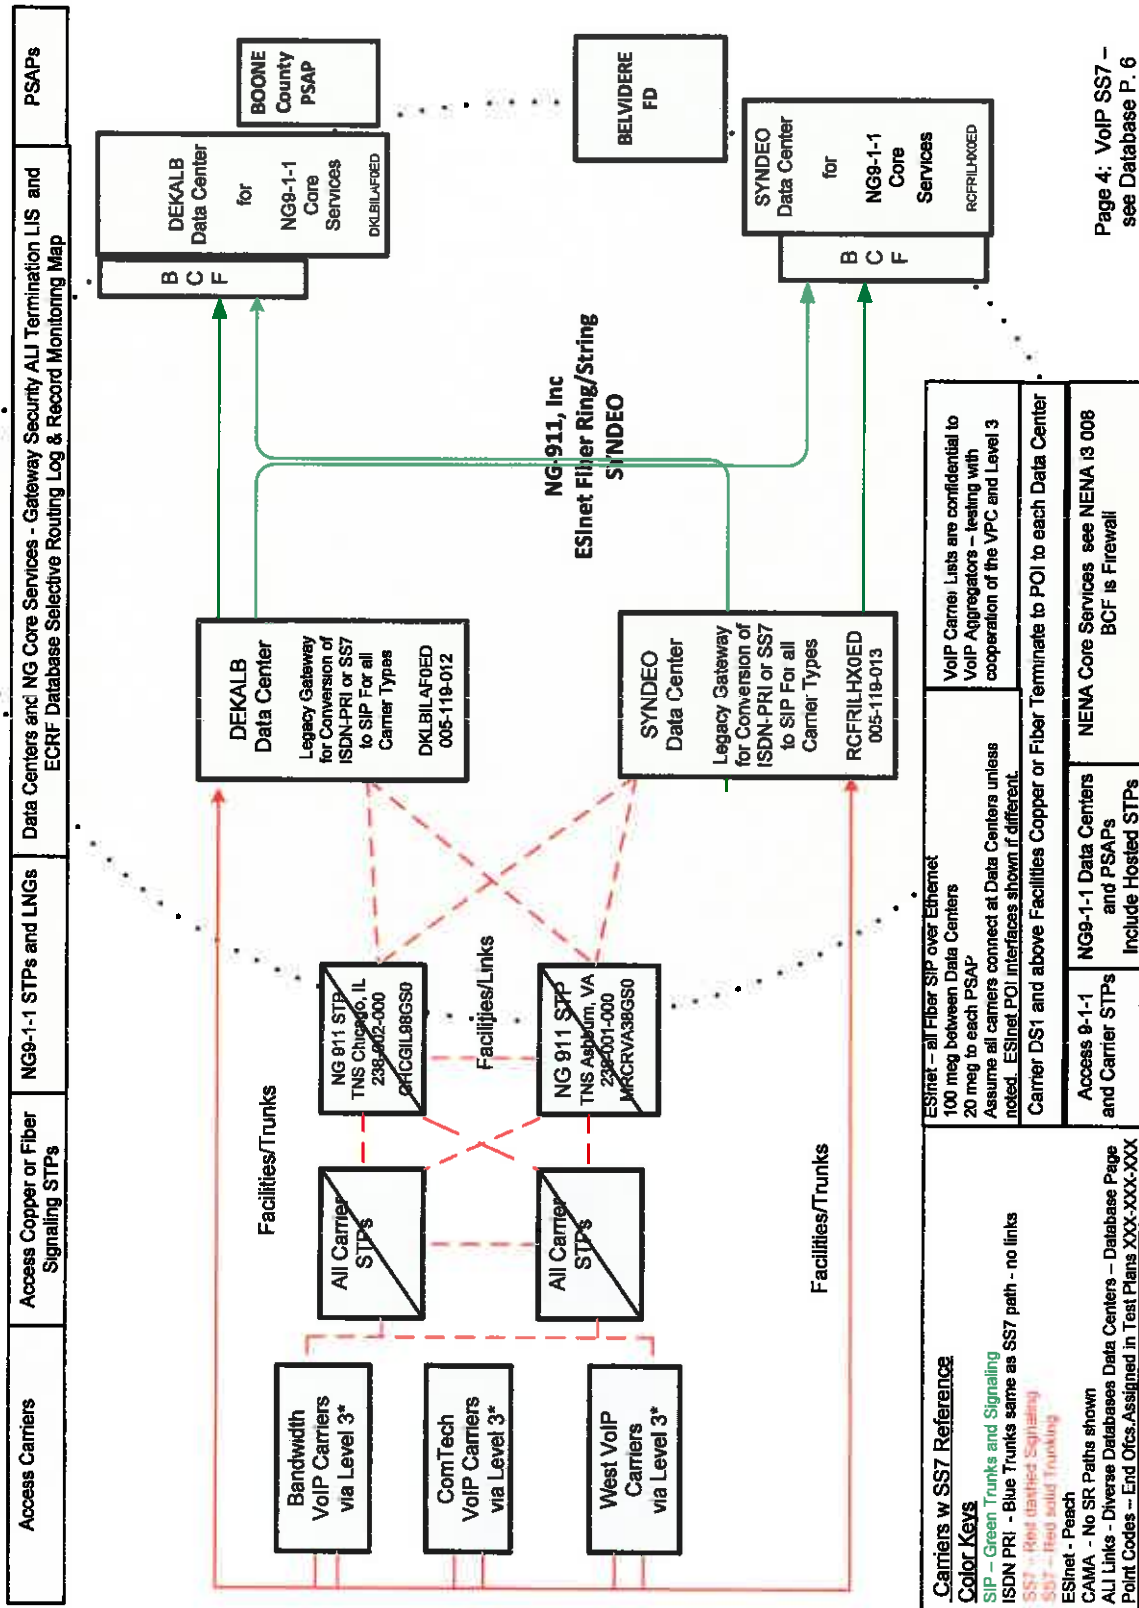 Access Carriers
Access Copper or Fiber
Signaling STPs
NG9-1-1 STPs and LNGs
Data Centers and NG Core Services - Gateway Security ALI Termination LIS and
ECRF Database Selective Routing Log & Record Monitoring Map
PSAPs
Facilities/Trunks
Bandwidth
VoIP Carriers
via Level 3*
ComTech
VoIP Carriers
via Level 3*
West VoIP
Carriers
via Level 3*
All Carrier
STPs
All Carrier
STPs
NG 911 STP
TNS Chicago, IL
238-002-000
CHCGIL98GS0
Facilities/Links
NG 911 STP
TNS Ashburn, VA
238-001-000
MRCRVA38GS0
Facilities/Trunks
DEKALB
Data Center
Legacy Gateway
for Conversion of
ISDN-PRI or SS7
to SIP For all
Carrier Types
DKLBILAF0ED
005-119-012
SYNDEO
Data Center
Legacy Gateway
for Conversion of
ISDN-PRI or SS7
to SIP For all
Carrier Types
RCFRILHX0ED
005-119-013
NG-911, Inc
ESInet Fiber Ring/String
SYNDEO
B
C
F
DEKALB
Data Center
for
NG9-1-1
Core
Services
DKLBILAF0ED
BOONE
County
PSAP
BELVIDERE
FD
B
C
F
SYNDEO
Data Center
for
NG9-1-1
Core
Services
RCFRILHX0ED
Carriers w SS7 Reference
Color Keys
SIP – Green Trunks and Signaling
ISDN PRI - Blue Trunks same as SS7 path - no links
SS7 - Red dashed Signaling
SS7 - Red solid Trunking
ESInet - Peach
CAMA - No SR Paths shown
ALI Links - Diverse Databases Data Centers – Database Page
Point Codes – End Ofcs.Assigned in Test Plans XXX-XXX-XXX
ESInet – all Fiber SIP over Ethernet
100 meg between Data Centers
20 meg to each PSAP
Assume all carriers connect at Data Centers unless
noted. ESInet POI interfaces shown if different.
VoIP Carrier Lists are confidential to
VoIP Aggregators – testing with
cooperation of the VPC and Level 3
Carrier DS1 and above Facilities Copper or Fiber Terminate to POI to each Data Center
Access 9-1-1
and Carrier STPs
NG9-1-1 Data Centers
and PSAPs
Include Hosted STPs
NENA Core Services see NENA i3 008
BCF is Firewall
Page 4: VoIP SS7 –
see Database P. 6